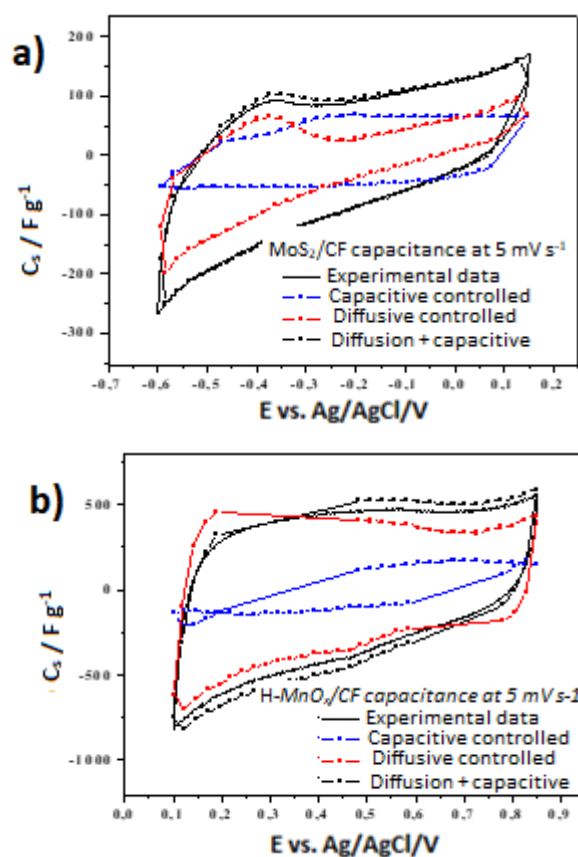 a)
200
100
0
-100
-200
-300
Cs / F g-1
MoS2/CF capacitance at 5 mV s-1
Experimental data
Capacitive controlled
Diffusive controlled
Diffusion + capacitive
-0,7 -0,6 -0,5 -0,4 -0,3 -0,2 -0,1 0,0 0,1 0,2
E vs. Ag/AgCl/V
b)
500
0
-500
-1000
Cs / F g-1
H-MnOx/CF capacitance at 5 mV s-1
Experimental data
Capacitive controlled
Diffusive controlled
Diffusion + capacitive
0,0 0,1 0,2 0,3 0,4 0,5 0,6 0,7 0,8 0,9
E vs. Ag/AgCl/V